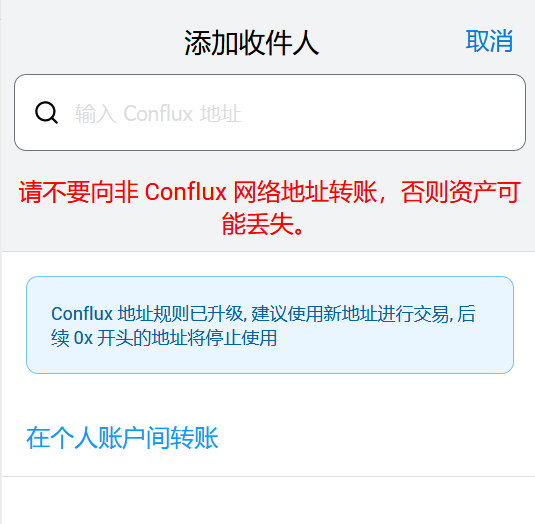 添加收件人
取消
输入 Conflux 地址
请不要向非 Conflux 网络地址转账，否则资产可
能丢失。
Conflux 地址规则已升级, 建议使用新地址进行交易, 后
续 0x 开头的地址将停止使用
在个人账户间转账